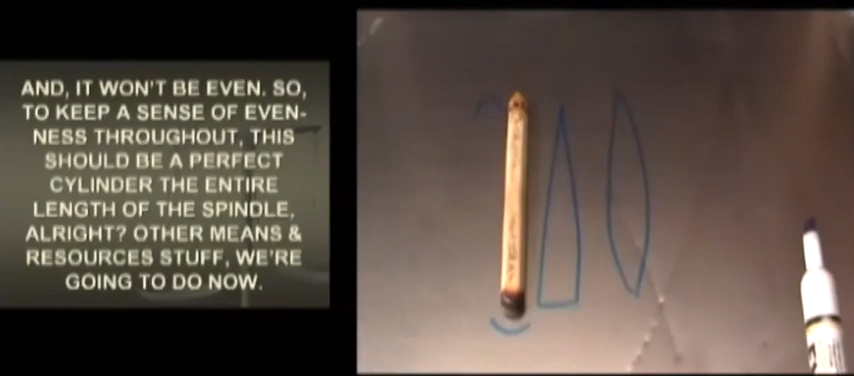 AND, IT WON'T BE EVEN. SO,
TO KEEP A SENSE OF EVEN-
NESS THROUGHOUT, THIS
SHOULD BE A PERFECT
CYLINDER THE ENTIRE
LENGTH OF THE SPINDLE,
ALRIGHT? OTHER MEANS &
RESOURCES STUFF, WE'RE
GOING TO DO NOW.